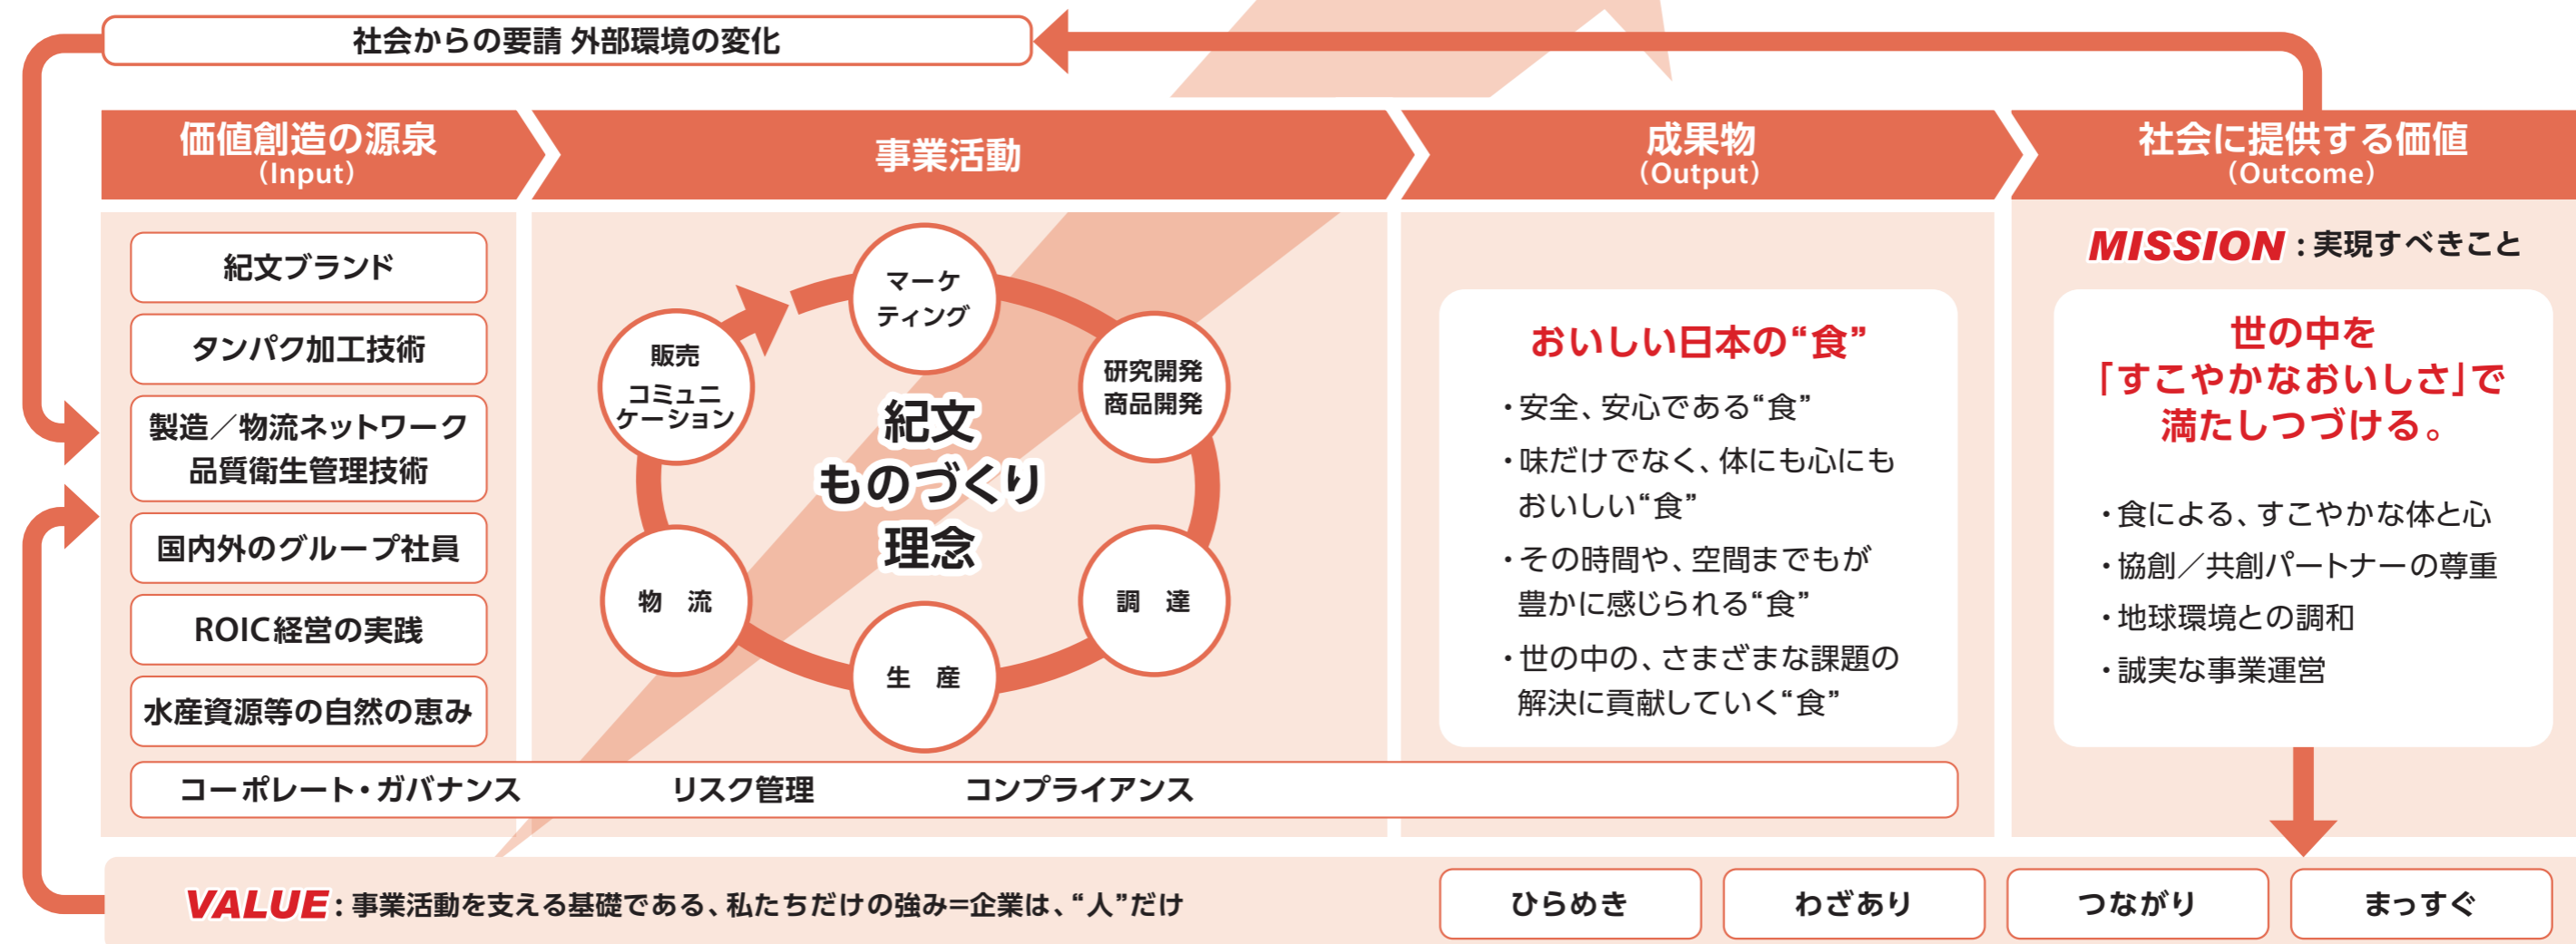 社会からの要請 外部環境の変化
価値創造の源泉
（Input）
事業活動
成果物
（Output）
社会に提供する価値
（Outcome）
紀文ブランド
タンパク加工技術
製造／物流ネットワーク
品質衛生管理技術
国内外のグループ社員
ROIC経営の実践
水産資源等の自然の恵み
マーケ
ティング
研究開発
商品開発
調　達
生　産
物　流
販売
コミュニ
ケーション
紀文
ものづくり
理念
おいしい日本の“食”
・安全、安心である“食”
・味だけでなく、体にも心にも
おいしい“食”
・その時間や、空間までもが
豊かに感じられる“食”
・世の中の、さまざまな課題の
解決に貢献していく“食”
MISSION：実現すべきこと
世の中を
「すこやかなおいしさ」で
満たしつづける。
・食による、すこやかな体と心
・協創／共創パートナーの尊重
・地球環境との調和
・誠実な事業運営
コーポレート・ガバナンス　リスク管理　コンプライアンス
VALUE：事業活動を支える基礎である、私たちだけの強み=企業は、“人”だけ
ひらめき
わざあり
つながり
まっすぐ